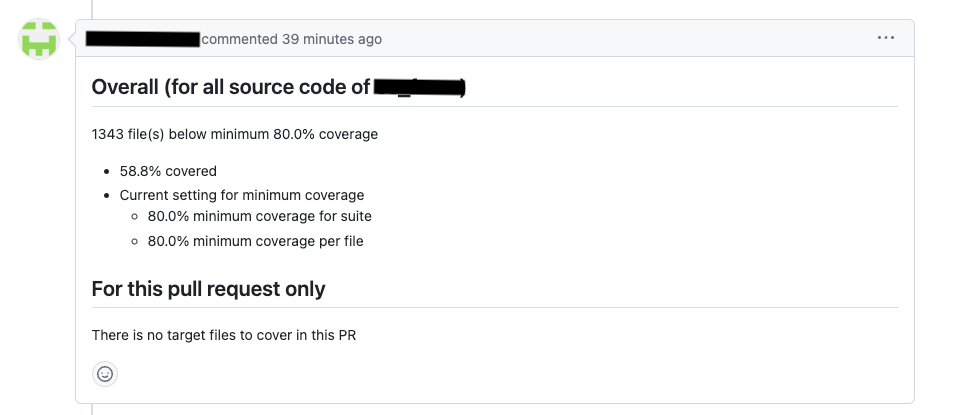 commented 39 minutes ago
Overall (for all source code of
1343 file(s) below minimum 80.0% coverage
58.8% covered
Current setting for minimum coverage
80.0% minimum coverage for suite
80.0% minimum coverage per file
For this pull request only
There is no target files to cover in this PR